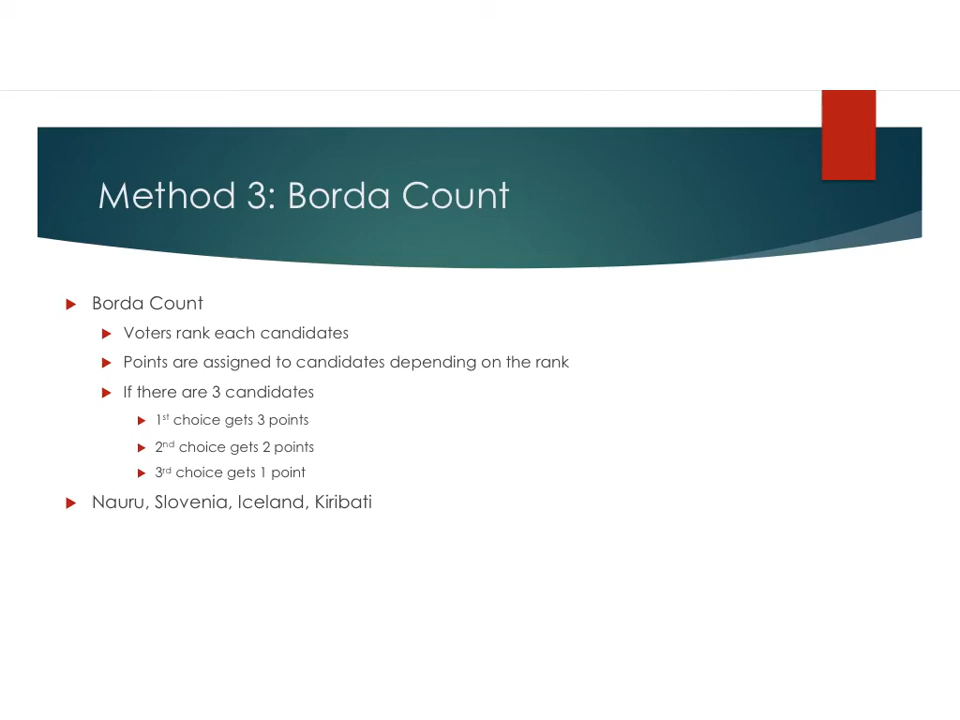 Method 3: Borda Count
Borda Count
Voters rank each candidates
Points are assigned to candidates depending on the rank
If there are 3 candidates
1st choice gets 3 points
2nd choice gets 2 points
3rd choice gets 1 point
Nauru, Slovenia, Iceland, Kiribati